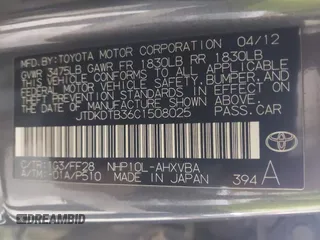 MFD.BY:TOYOTA MOTOR CORPORATION 04/12
GVWR 3475LB GAWR FR 1830LB RR 1830LB
THIS VEHICLE CONFORMS TO ALL APPLICABLE
FEDERAL MOTOR VEHICLE SAFETY, BUMPER, AND
THEFT PREVENTION STANDARDS IN EFFECT ON
THE DATE OF MANUFACTURE SHOWN ABOVE.
JTDKDTB36C1508025 PASS.CAR
C/TR:1G3/FF28 NHP10L-AHXVBA
A/TM:-01A/P510 MADE IN JAPAN 394 A
TOYOTA
DREAMBID